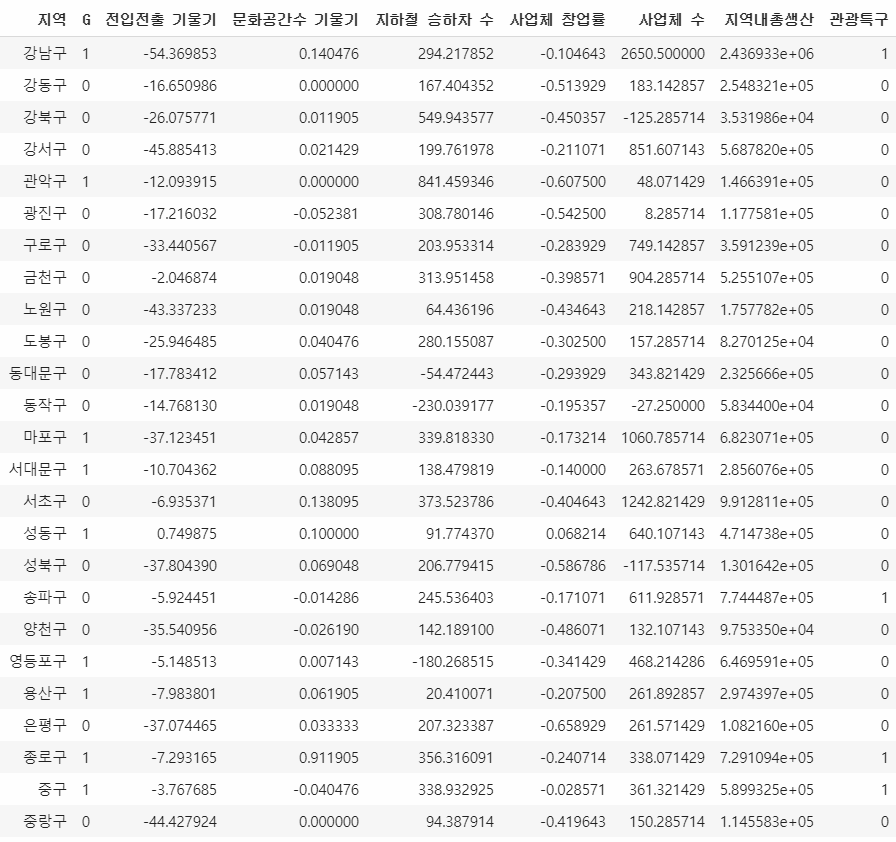 지역 G 전입전출 기울기 문화공간수 기울기 지하철 승하차 수 사업체 창업률 사업체 수 지역내총생산 관광특구
강남구 1 -54.369853 0.140476 294.217852 -0.104643 2650.500000 2.436933e+06 1
강동구 0 -16.650986 0.000000 167.404352 -0.513929 183.142857 2.548321e+05 0
강북구 0 -26.075771 0.011905 549.943577 -0.450357 -125.285714 3.531986e+04 0
강서구 0 -45.885413 0.021429 199.761978 -0.211071 851.607143 5.687820e+05 0
관악구 1 -12.093915 0.000000 841.459346 -0.607500 48.071429 1.466391e+05 0
광진구 0 -17.216032 -0.052381 308.780146 -0.542500 8.285714 1.177581e+05 0
구로구 0 -33.440567 -0.011905 203.953314 -0.283929 749.142857 3.591239e+05 0
금천구 0 -2.046874 0.019048 313.951458 -0.398571 904.285714 5.255107e+05 0
노원구 0 -43.337233 0.019048 64.436196 -0.434643 218.142857 1.757782e+05 0
도봉구 0 -25.946485 0.040476 280.155087 -0.302500 157.285714 8.270125e+04 0
동대문구 0 -17.783412 0.057143 -54.472443 -0.293929 343.821429 2.325666e+05 0
동작구 0 -14.768130 0.019048 -230.039177 -0.195357 -27.250000 5.834400e+04 0
마포구 1 -37.123451 0.042857 339.818330 -0.173214 1060.785714 6.823071e+05 0
서대문구 1 -10.704362 0.088095 138.479819 -0.140000 263.678571 2.856076e+05 0
서초구 0 -6.935371 0.138095 373.523786 -0.404643 1242.821429 9.912811e+05 0
성동구 1 0.749875 0.100000 91.774370 0.068214 640.107143 4.714738e+05 0
성북구 0 -37.804390 0.069048 206.779415 -0.586786 -117.535714 1.301642e+05 0
송파구 0 -5.924451 -0.014286 245.536403 -0.171071 611.928571 7.744487e+05 1
양천구 0 -35.540956 -0.026190 142.189100 -0.486071 132.107143 9.753350e+04 0
영등포구 1 -5.148513 0.007143 -180.268515 -0.341429 468.214286 6.469591e+05 0
용산구 1 -7.983801 0.061905 20.410071 -0.207500 261.892857 2.974397e+05 0
은평구 0 -37.074465 0.033333 207.323387 -0.658929 261.571429 1.082160e+05 0
종로구 1 -7.293165 0.911905 356.316091 -0.240714 338.071429 7.291094e+05 1
중구 1 -3.767685 -0.040476 338.932925 -0.028571 361.321429 5.899325e+05 1
중랑구 0 -44.427924 0.000000 94.387914 -0.419643 150.285714 1.145583e+05 0